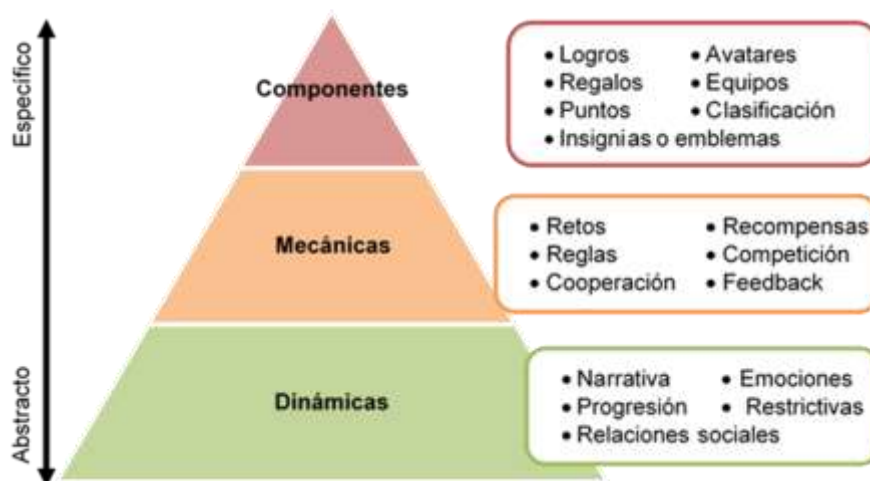 Específico
Abstracto
Componentes
Mecánicas
Dinámicas
• Logros • Avatares
• Regalos • Equipos
• Puntos • Clasificación
• Insignias o emblemas
• Retos • Recompensas
• Reglas • Competición
• Cooperación • Feedback
• Narrativa • Emociones
• Progresión • Restrictivas
• Relaciones sociales